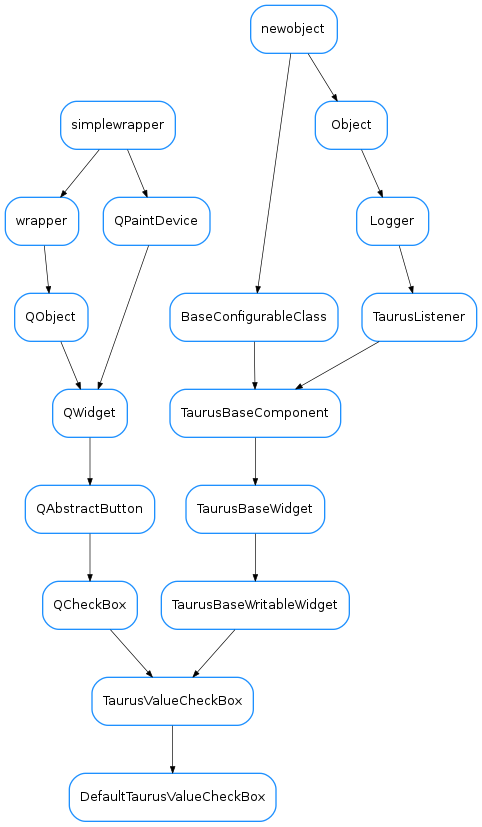 newobject
simplewrapper
Object
wrapper
QPaintDevice
Logger
QObject
BaseConfigurableClass
TaurusListener
QWidget
TaurusBaseComponent
QAbstractButton
TaurusBaseWidget
QCheckBox
TaurusBaseWritableWidget
TaurusValueCheckBox
DefaultTaurusValueCheckBox